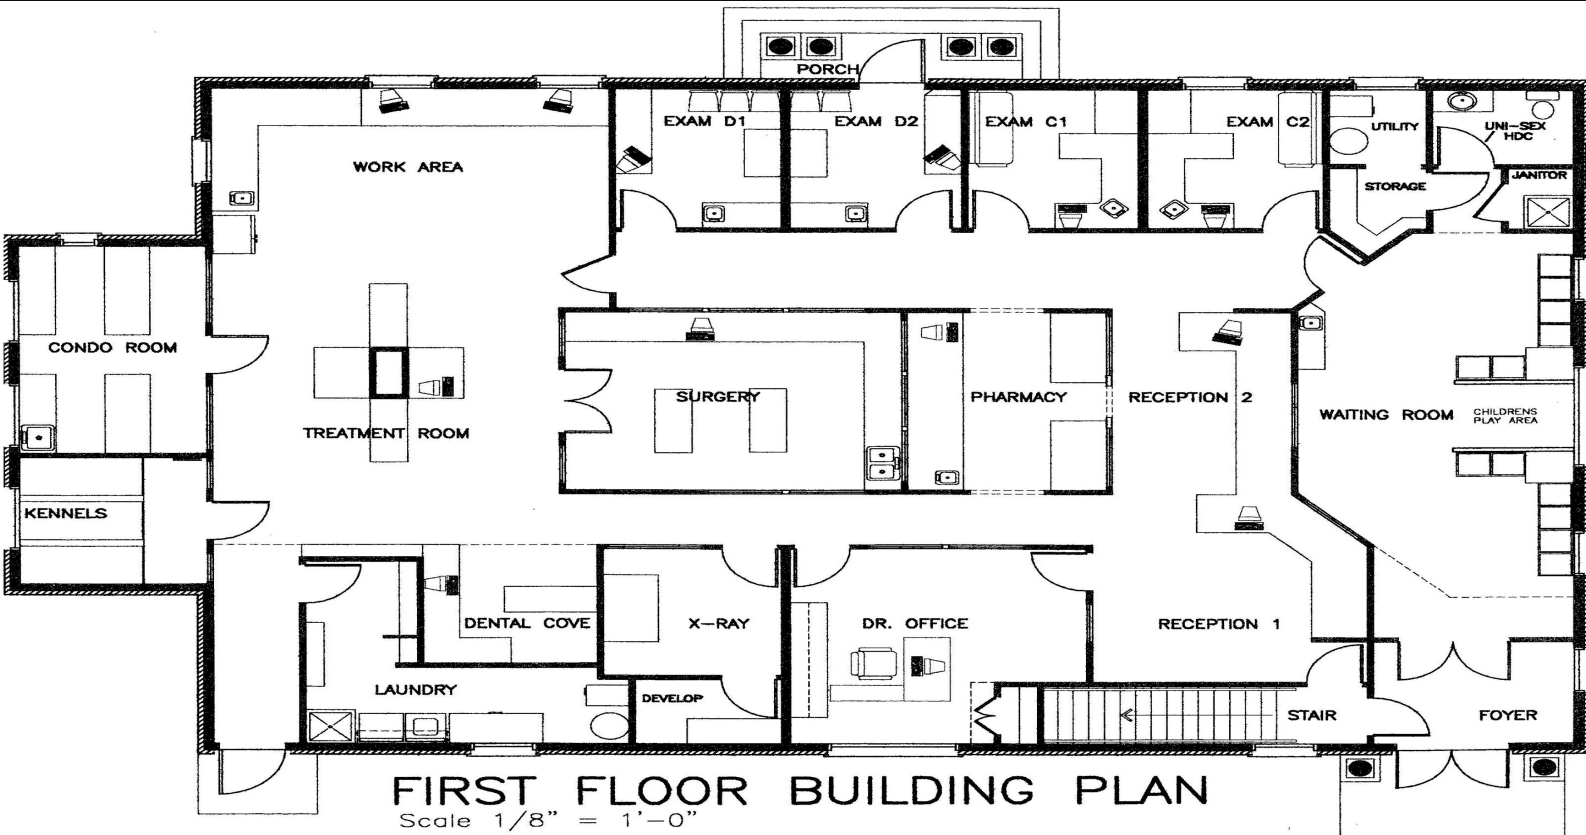 PORCH
EXAM D1
EXAM D2
EXAM C1
EXAM C2
UTILITY
UNI-SEX
HDC
WORK AREA
STORAGE
JANITOR
CONDO ROOM
SURGERY
PHARMACY
RECEPTION 2
WAITING ROOM
CHILDRENS
PLAY AREA
TREATMENT ROOM
KENNELS
DENTAL COVE
X-RAY
DR. OFFICE
RECEPTION 1
LAUNDRY
DEVELOP
STAIR
FOYER
FIRST FLOOR BUILDING PLAN
Scale 1/8" = 1'-0"